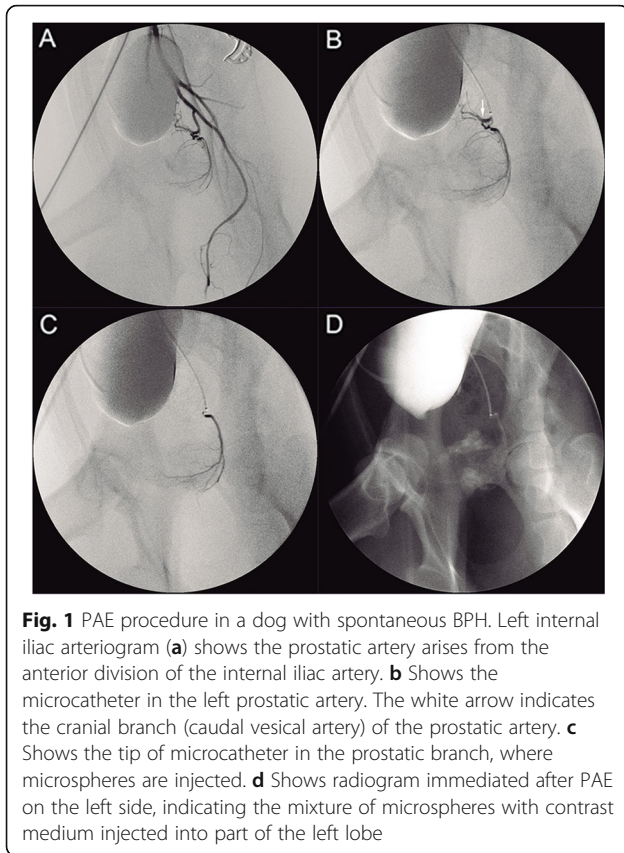 A
B
C
D
Fig. 1 PAE procedure in a dog with spontaneous BPH. Left internal
iliac arteriogram (a) shows the prostatic artery arises from the
anterior division of the internal iliac artery. b Shows the
microcatheter in the left prostatic artery. The white arrow indicates
the cranial branch (caudal vesical artery) of the prostatic artery. c
Shows the tip of microcatheter in the prostatic branch, where
microspheres are injected. d Shows radiogram immediated after PAE
on the left side, indicating the mixture of microspheres with contrast
medium injected into part of the left lobe